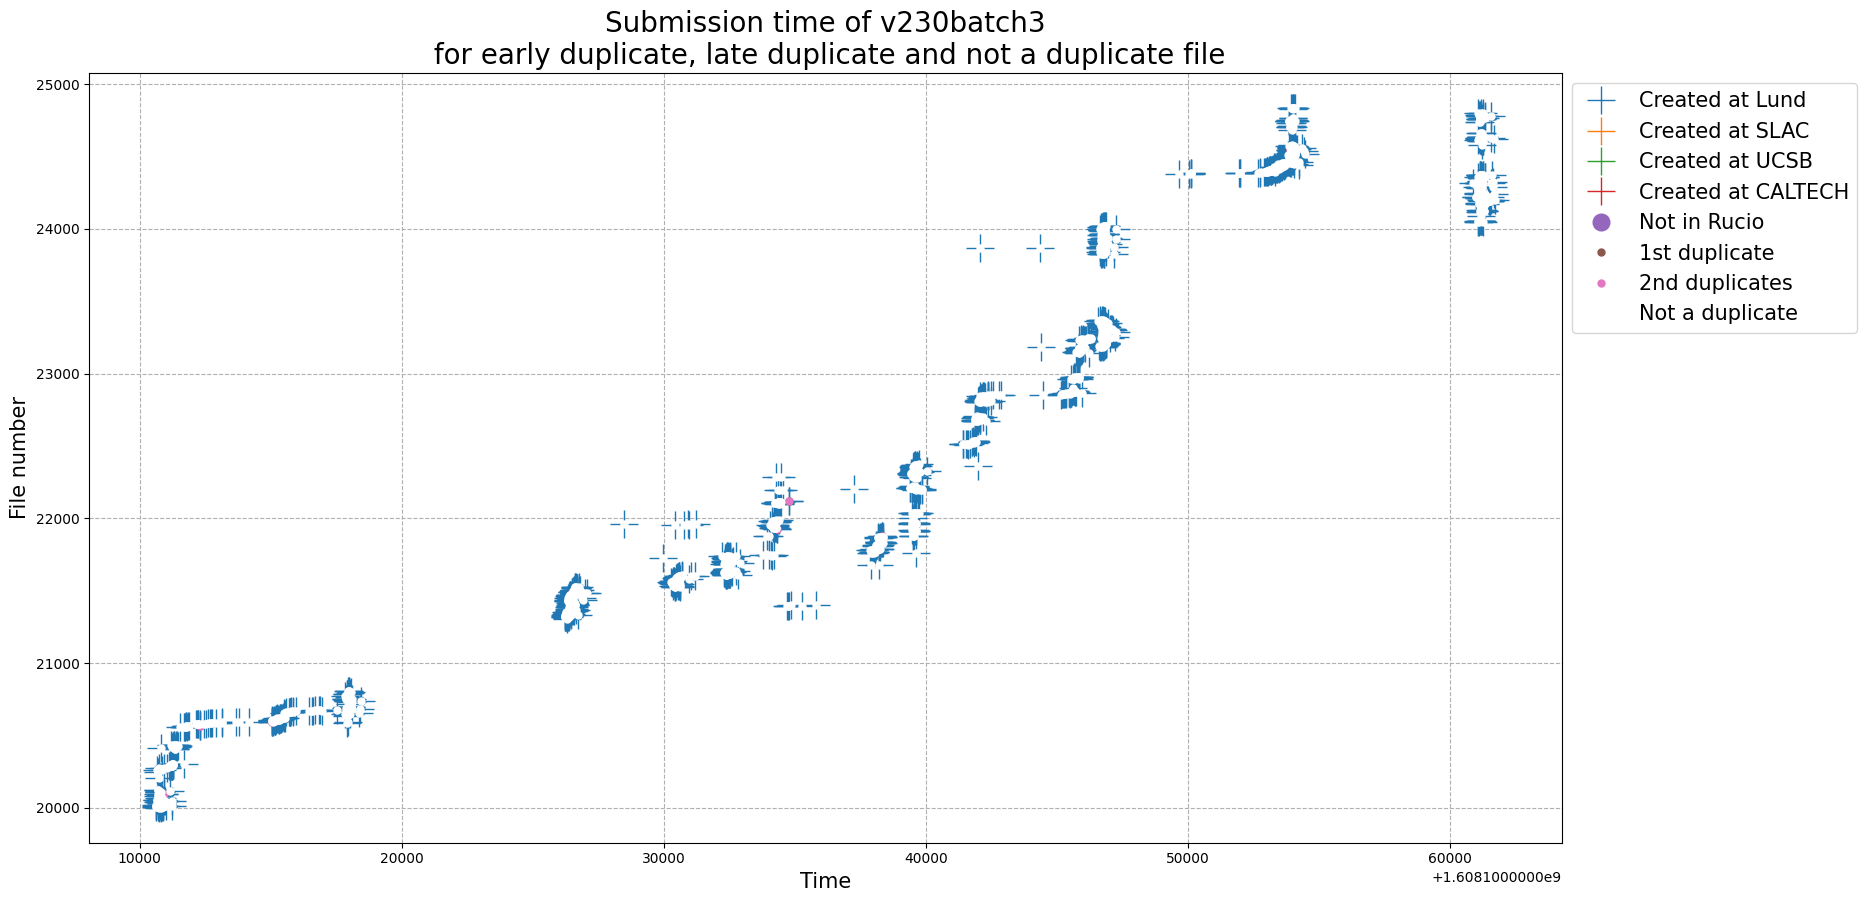 Submission time of v230batch3
for early duplicate, late duplicate and not a duplicate file
25000
24000
23000
22000
21000
20000
File number
10000
20000
30000
40000
50000
60000
Time
+1.6081000000e9
Created at Lund
Created at SLAC
Created at UCSB
Created at CALTECH
Not in Rucio
1st duplicate
2nd duplicates
Not a duplicate